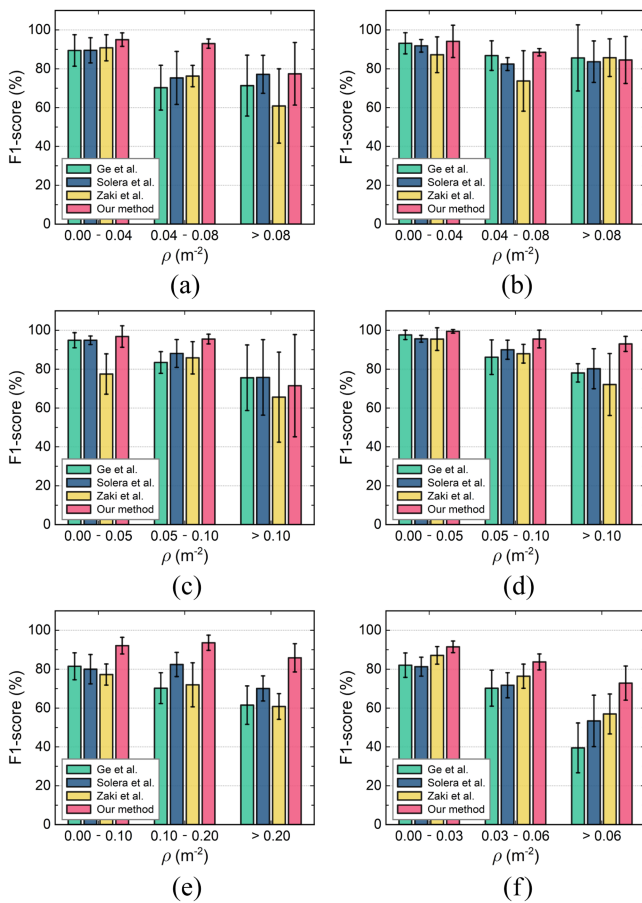 100
80
60
40
20
0
F1-score (%)
Ge et al.
Solera et al.
Zaki et al.
Our method
0.00 - 0.04 0.04 - 0.08 > 0.08
ρ (m-2)
(a)
100
80
60
40
20
0
F1-score (%)
Ge et al.
Solera et al.
Zaki et al.
Our method
0.00 - 0.04 0.04 - 0.08 > 0.08
ρ (m-2)
(b)
100
80
60
40
20
0
F1-score (%)
Ge et al.
Solera et al.
Zaki et al.
Our method
0.00 - 0.05 0.05 - 0.10 > 0.10
ρ (m-2)
(c)
100
80
60
40
20
0
F1-score (%)
Ge et al.
Solera et al.
Zaki et al.
Our method
0.00 - 0.05 0.05 - 0.10 > 0.10
ρ (m-2)
(d)
100
80
60
40
20
0
F1-score (%)
Ge et al.
Solera et al.
Zaki et al.
Our method
0.00 - 0.10 0.10 - 0.20 > 0.20
ρ (m-2)
(e)
100
80
60
40
20
0
F1-score (%)
Ge et al.
Solera et al.
Zaki et al.
Our method
0.00 - 0.03 0.03 - 0.06 > 0.06
ρ (m-2)
(f)